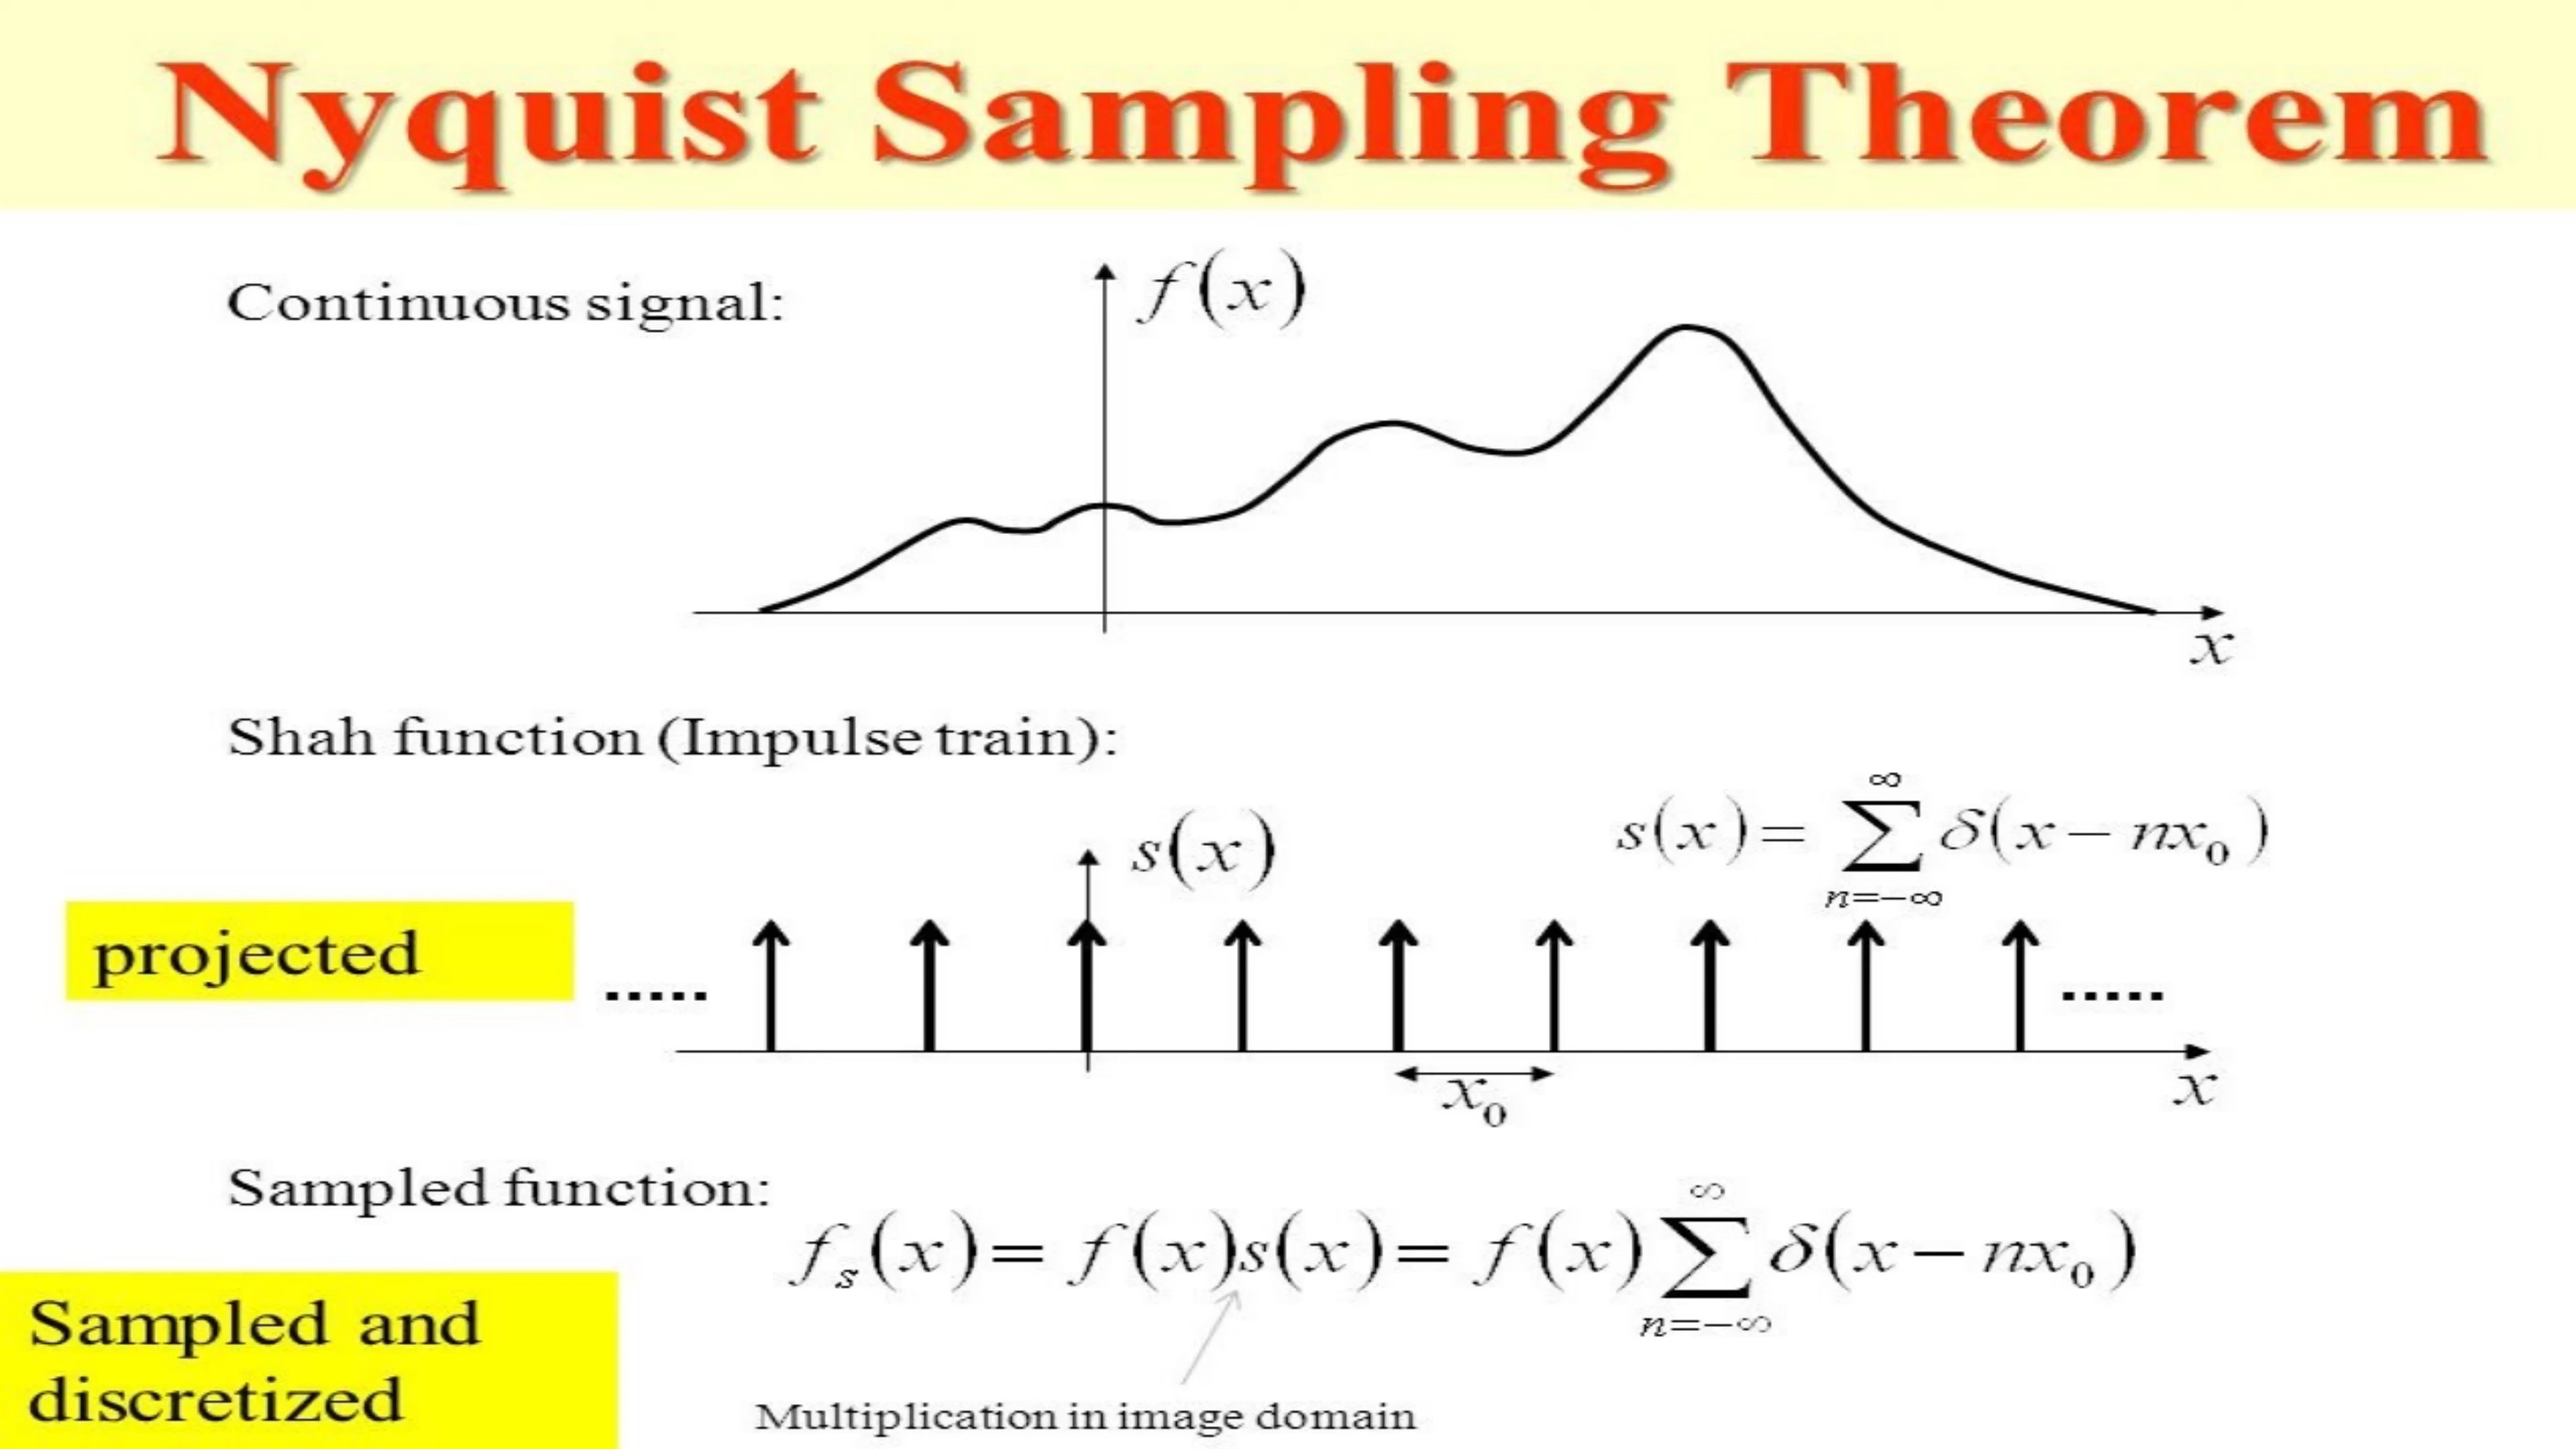 Nyquist Sampling Theorem
Continuous signal:
f(x)
x
Shah function (Impulse train):
s(x)
s(x) = ∑_{n=-∞}^{∞} δ(x - nx₀)
projected
.....
.....
x₀
x
Sampled function:
fₛ(x) = f(x)s(x) = f(x) ∑_{n=-∞}^{∞} δ(x - nx₀)
Sampled and
discretized
Multiplication in image domain